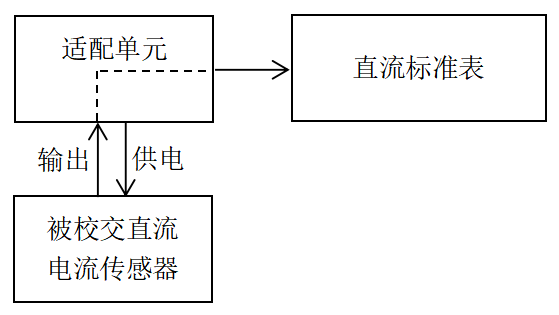 适配单元
直流标准表
输出
供电
被校交直流
电流传感器